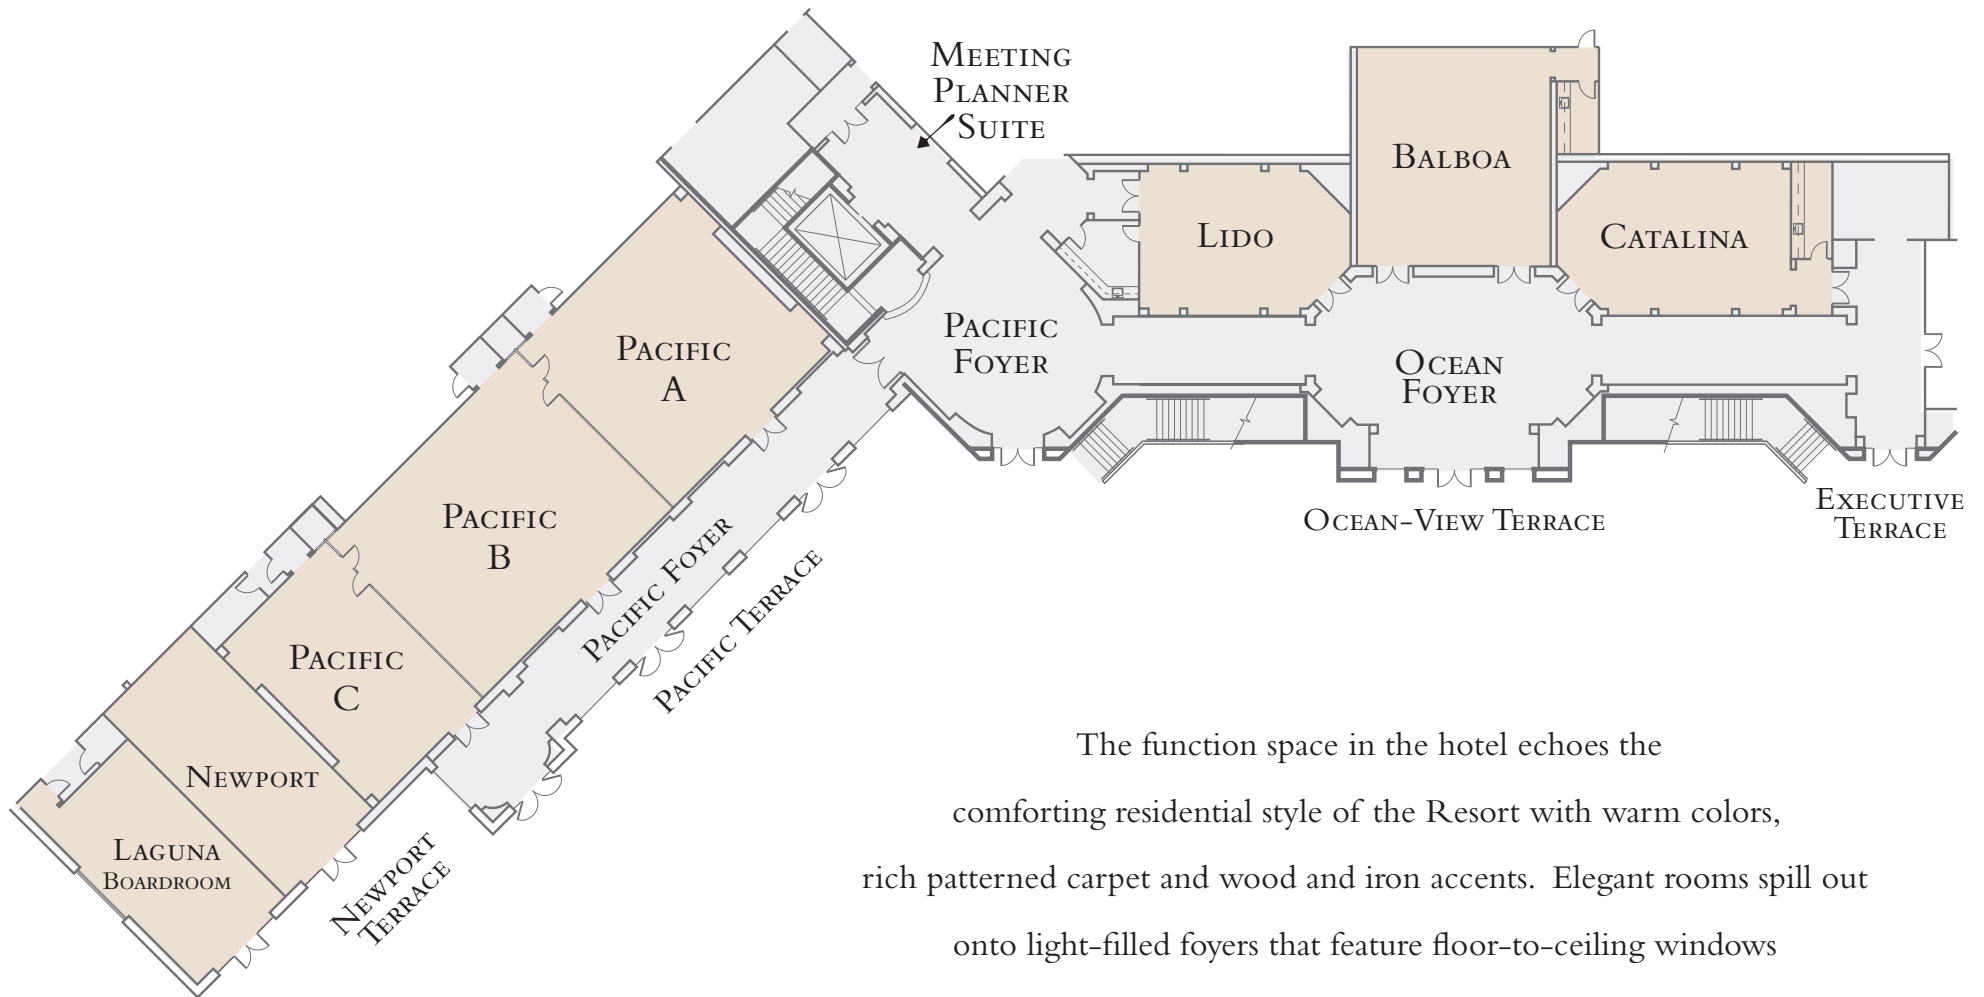 Meeting
Planner
Suite
Balboa
Lido
Catalina
Pacific
Foyer
Ocean
Foyer
Pacific
A
Pacific
B
Pacific
C
Pacific Foyer
Pacific Terrace
Ocean-View Terrace
Executive
Terrace
Newport
Laguna
Boardroom
Newport
Terrace
The function space in the hotel echoes the
comforting residential style of the Resort with warm colors,
rich patterned carpet and wood and iron accents.  Elegant rooms spill out
onto light-filled foyers that feature floor-to-ceiling windows